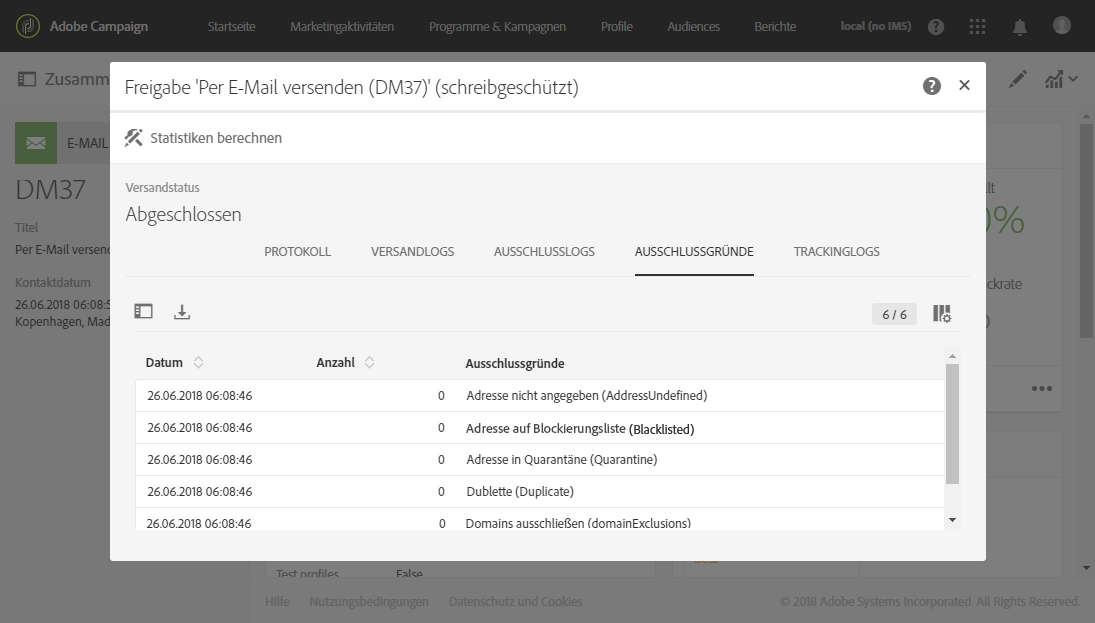 Adobe Campaign
Startseite Marketingaktivitäten Programme & Kampagnen Profile Audiences Berichte local (no IMS)
Zusamm
Freigabe 'Per E-Mail versenden (DM37)' (schreibgeschützt)
Statistiken berechnen
E-MAIL
DM37
Titel
Per E-Mail versend
Kontaktdatum
26.06.2018 06:08:5
Kopenhagen, Mad
Versandstatus
Abgeschlossen
PROTOKOLL VERSANDLOGS AUSSCHLUSSLOGS AUSSCHLUSSGRÜNDE TRACKINGLOGS
6 / 6
Datum Anzahl Ausschlussgründe
26.06.2018 06:08:46 0 Adresse nicht angegeben (AddressUndefined)
26.06.2018 06:08:46 0 Adresse auf Blockierungsliste (Blacklisted)
26.06.2018 06:08:46 0 Adresse in Quarantäne (Quarantine)
26.06.2018 06:08:46 0 Dublette (Duplicate)
26.06.2018 06:08:46 0 Domains ausschließen (domainExclusions)
lt
0%
ckrate
)
Test profiles False
Hilfe Nutzungsbedingungen Datenschutz und Cookies © 2018 Adobe Systems Incorporated. All Rights Reserved.